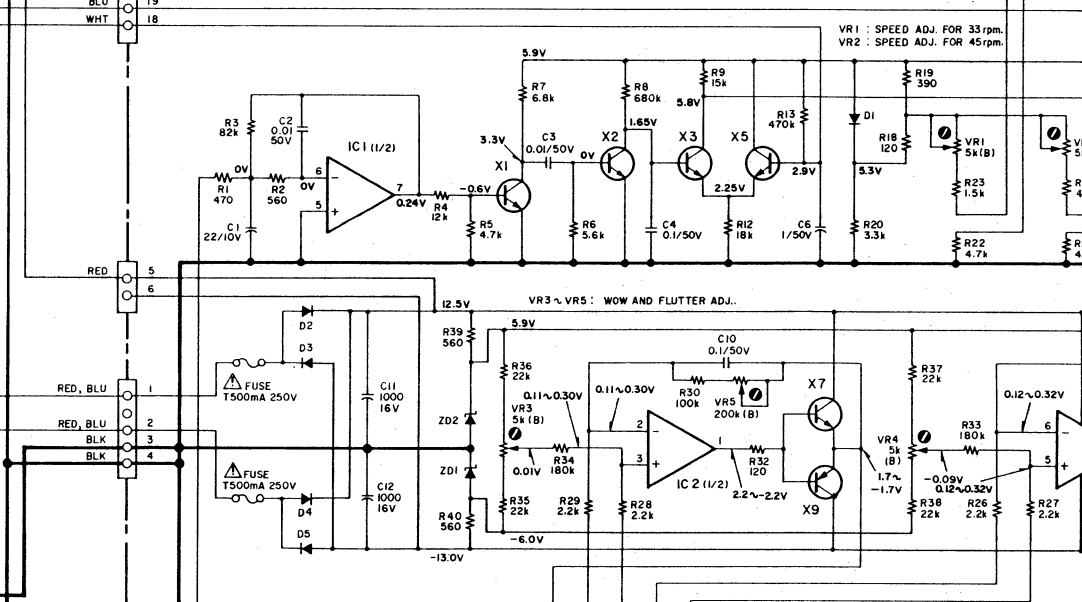 BLU 19
WHT 18
VR1 : SPEED ADJ. FOR 33rpm.
VR2 : SPEED ADJ. FOR 45rpm.
5.9V
R7
6.8k
R8
680k
R9
15k
5.8V
R13
470k
D1
R19
390
R18
120
VR1
5k(B)
R3
82k
C2
0.01
50V
IC1 (1/2)
3.3V
C3
0.01/50V
1.65V
X1
X2
X3
X5
0V
R1
470
0V
R2
560
0V
6
5
7
0.24V
R4
12k
-0.6V
2.25V
2.9V
5.3V
R23
1.5k
C1
22/10V
R5
4.7k
R6
5.6k
C4
0.1/50V
R12
18k
C6
1/50V
R20
3.3k
R22
4.7k
RED 5
6
12.5V
VR3 ~ VR5 : WOW AND FLUTTER ADJ..
D2
D3
R39
560
5.9V
C10
0.1/50V
R36
22k
R30
100k
VR5
200k (B)
X7
R37
22k
RED, BLU 1
FUSE
T500mA 250V
C11
1000
16V
0.11~0.30V
0.11~0.30V
0.12~0.32V
VR3
5k (B)
ZD2
RED, BLU 2
BLK 3
BLK 4
2
3
1
IC2 (1/2)
R32
120
VR4
5k
(B)
R33
180k
6
5
R34
180k
0.01V
ZD1
FUSE
T500mA 250V
C12
1000
16V
D4
D5
1.7~
-1.7V
-0.09V
0.12~0.32V
2.2~-2.2V
X9
R35
22k
R29
2.2k
R28
2.2k
R38
22k
R26
2.2k
R27
2.2k
R40
560
-6.0V
-13.0V